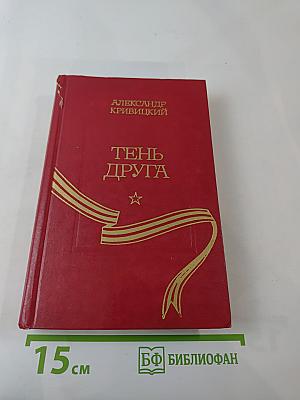 АЛЕКСАНДР
КРИВИЦКИЙ
ТЕНЬ
ДРУГА
15 см
БФ БИБЛИОФАН